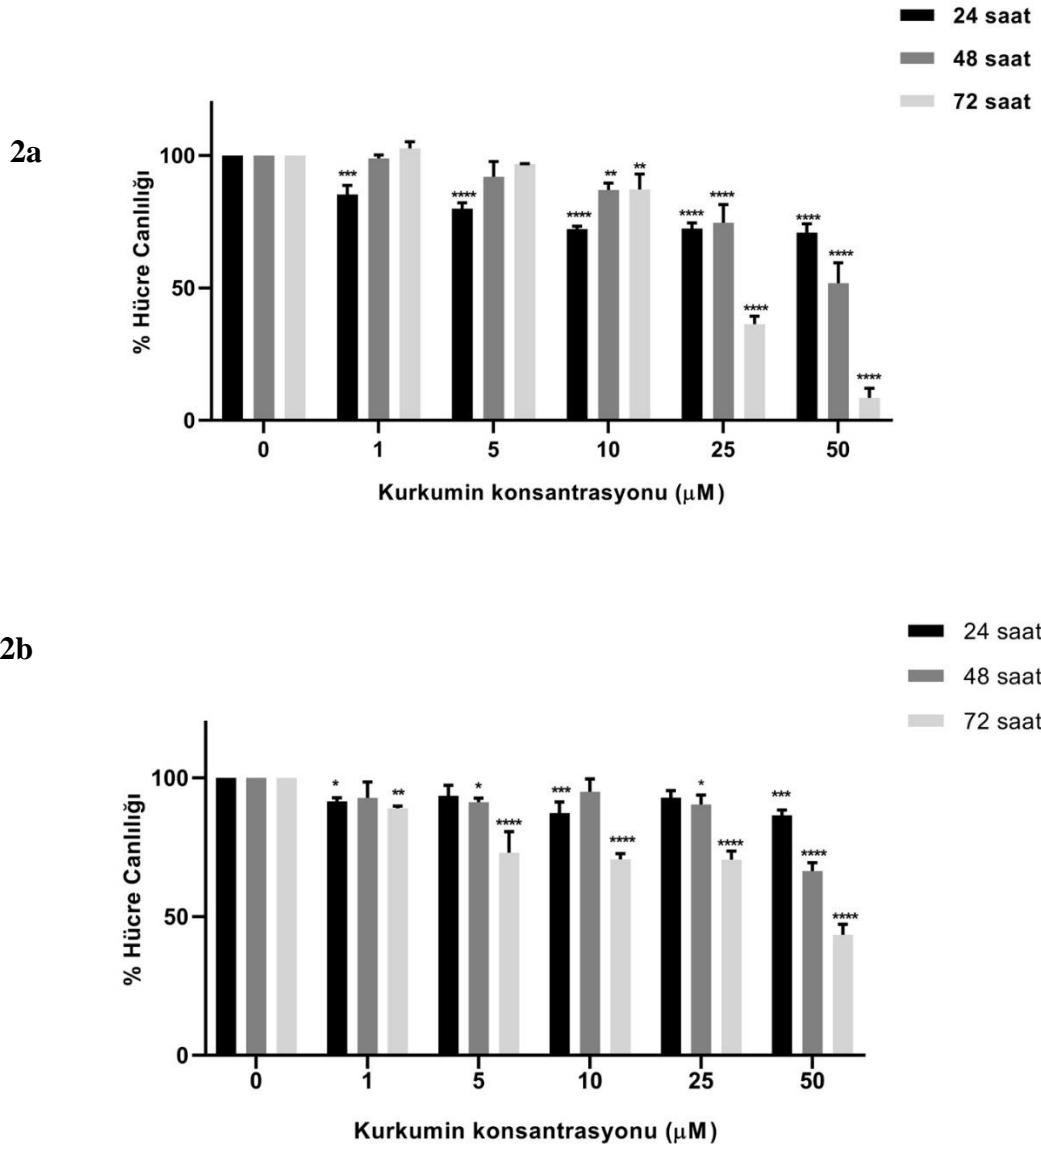 24 saat
48 saat
72 saat
2a
% Hücre Canlılığı
100
50
0
***
****
****
**
**
****
****
****
****
****
****
0 1 5 10 25 50
Kurkumin konsantrasyonu (μM)
24 saat
48 saat
72 saat
2b
% Hücre Canlılığı
100
50
0
*
**
*
****
***
****
*
****
***
****
****
0 1 5 10 25 50
Kurkumin konsantrasyonu (μM)